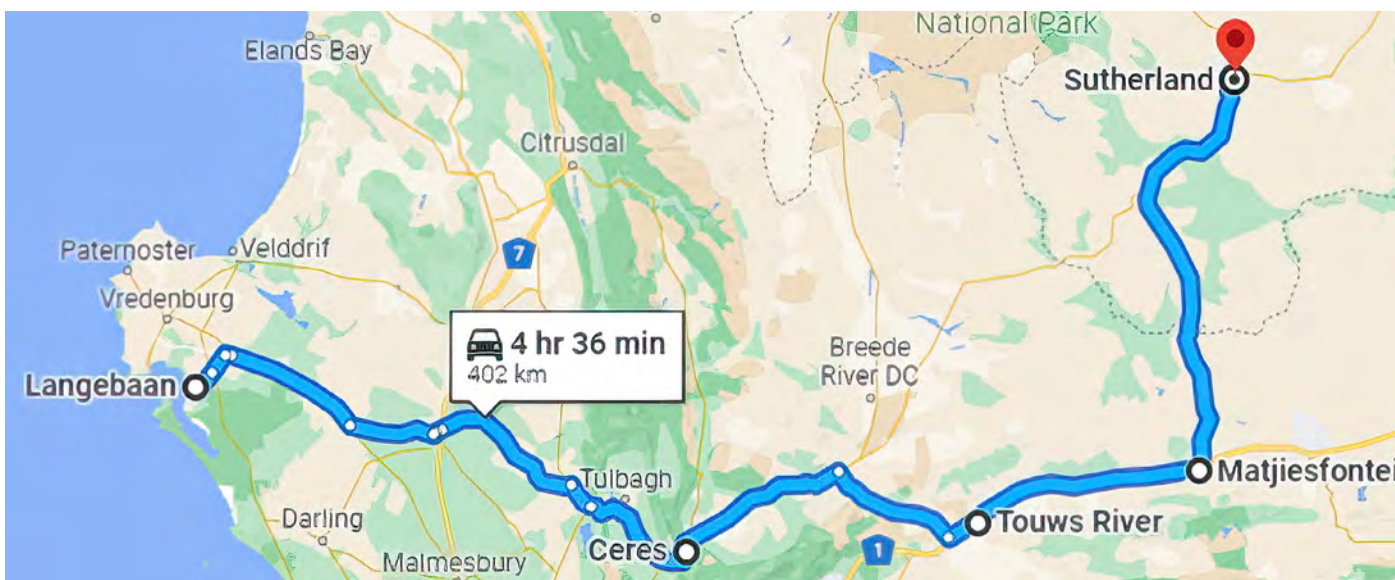 National Park
Elands Bay
Sutherland
Citrusdal
7
Paternoster
Velddrif
Vredenburg
4 hr 36 min
402 km
Breede
River DC
Langebaan
Tulbagh
Matjiesfontei
Darling
Touws River
Ceres
1
Malmesbury